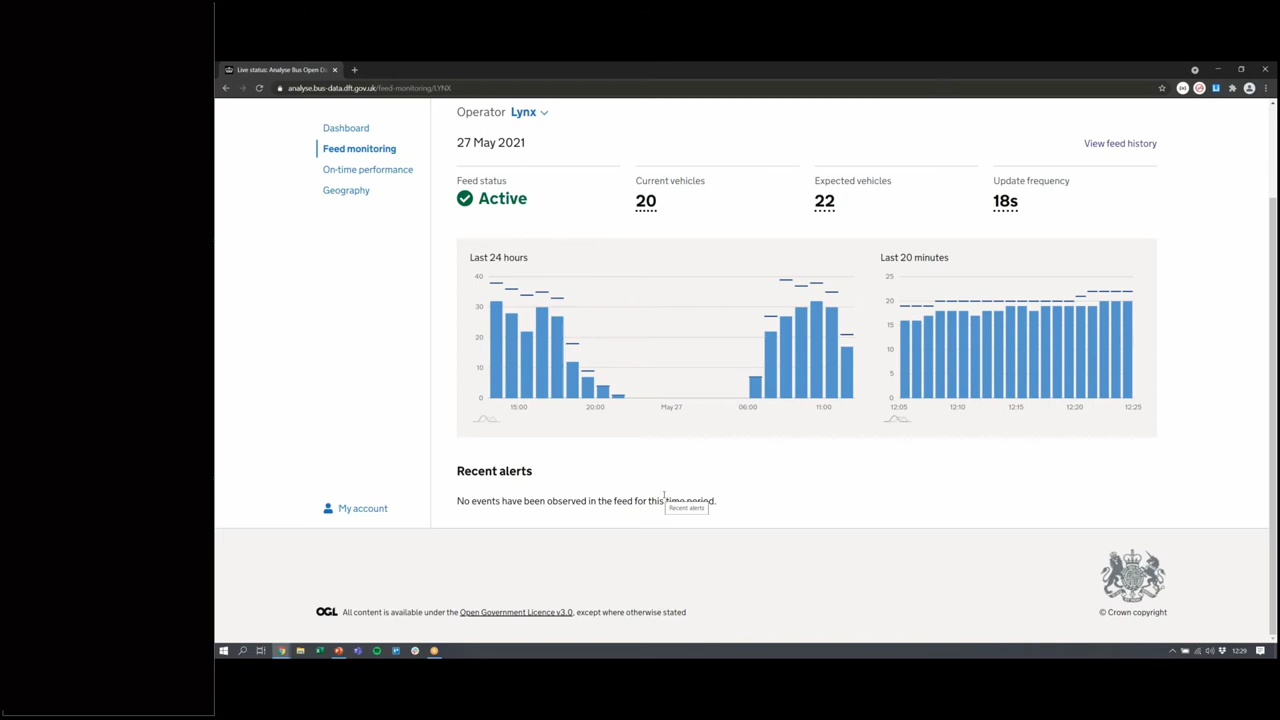 Live status: Analyse Bus Open D
analyse.bus-data.dft.gov.uk/feed-monitoring/LYNX
Dashboard
Feed monitoring
On-time performance
Geography
My account
Operator Lynx
27 May 2021
View feed history
Feed status
Active
Current vehicles
20
Expected vehicles
22
Update frequency
18s
Last 24 hours
40
30
20
10
0
15:00 20:00 May 27 06:00 11:00
Last 20 minutes
25
20
15
10
5
0
12:05 12:10 12:15 12:20 12:25
Recent alerts
No events have been observed in the feed for this time period.
Recent alerts
OGL All content is available under the Open Government Licence v3.0, except where otherwise stated
© Crown copyright
12:29